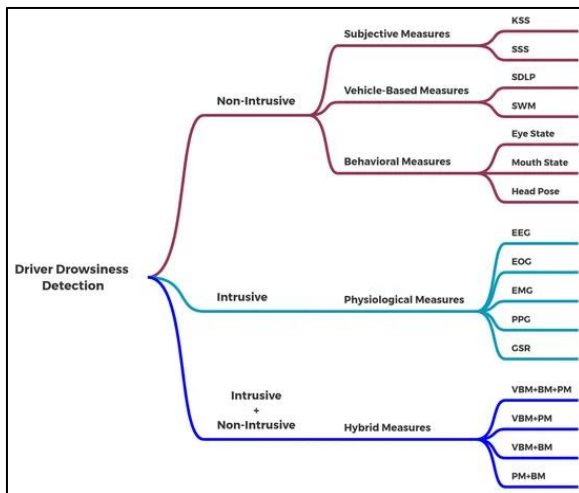 Driver Drowsiness
Detection
Non-Intrusive
Subjective Measures
KSS
SSS
Vehicle-Based Measures
SDLP
SWM
Behavioral Measures
Eye State
Mouth State
Head Pose
Intrusive
Physiological Measures
EEG
EOG
EMG
PPG
GSR
Intrusive
+
Non-Intrusive
Hybrid Measures
VBM+BM+PM
VBM+PM
VBM+BM
PM+BM